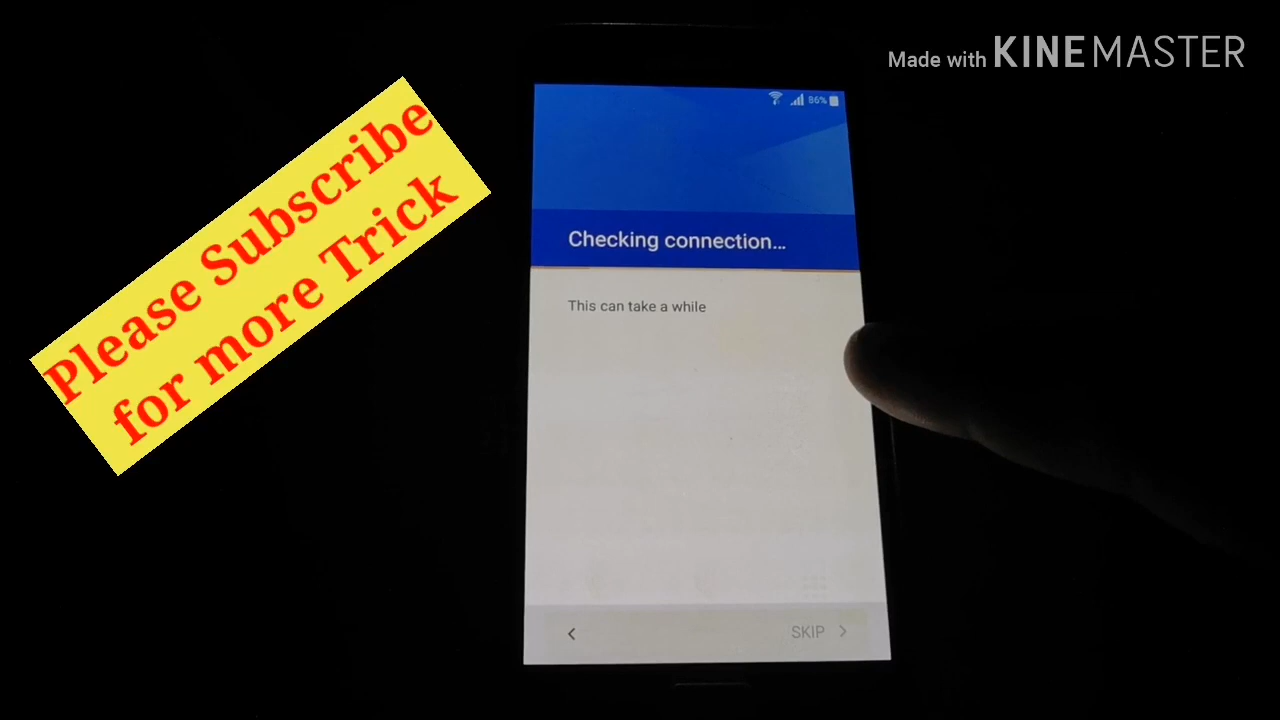 Made with KINEMASTER
Please Subscribe
for more Trick
86%
Checking connection...
This can take a while
SKIP